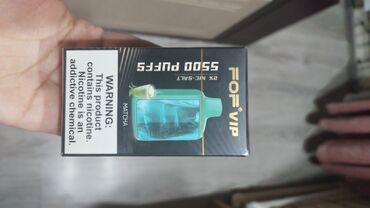 FOF VIP
5500 PUFFS
2% NIC-SALT
MATCHA
WARNING:
This product
contains nicotine.
Nicotine is an
addictive chemical.